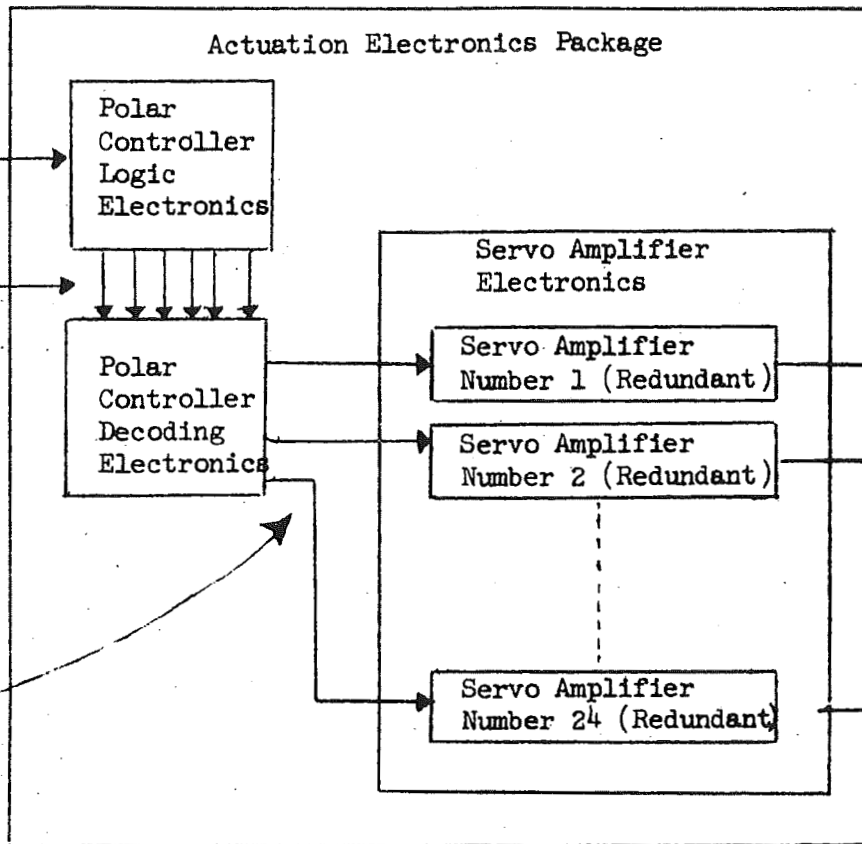 Actuation Electronics Package
Polar
Controller
Logic
Electronics
Servo Amplifier
Electronics
Polar
Controller
Decoding
Electronics
Servo Amplifier
Number 1 (Redundant)
Servo Amplifier
Number 2 (Redundant)
Servo Amplifier
Number 24 (Redundant)